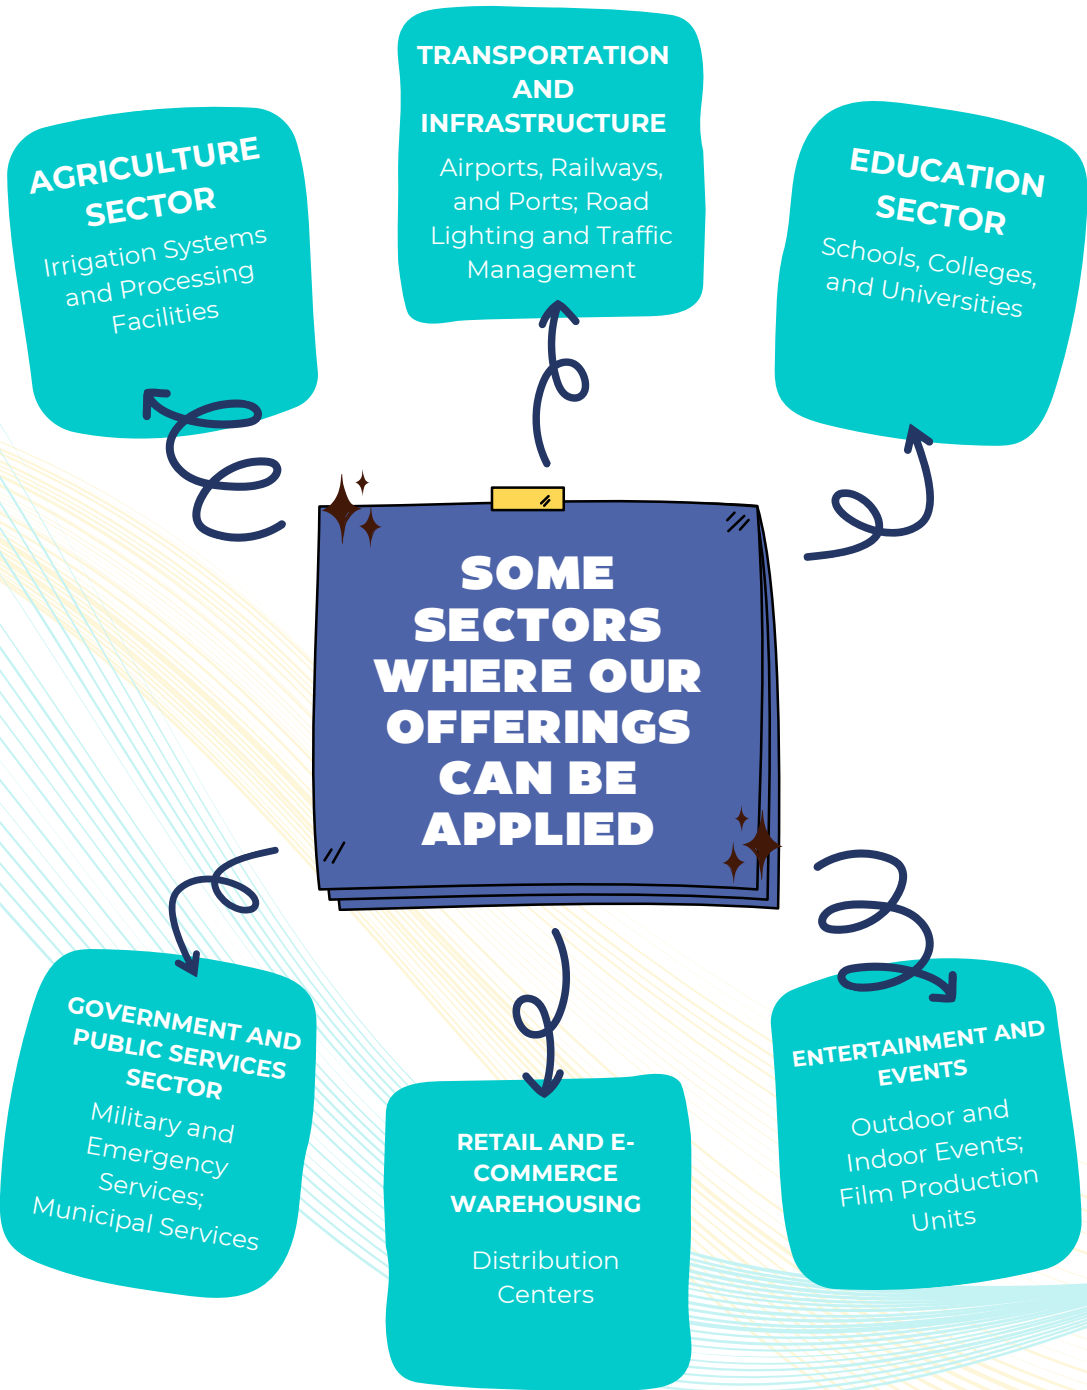 TRANSPORTATION
AND
INFRASTRUCTURE
Airports, Railways,
and Ports; Road
Lighting and Traffic
Management
AGRICULTURE
SECTOR
Irrigation Systems
and Processing
Facilities
EDUCATION
SECTOR
Schools, Colleges,
and Universities
SOME
SECTORS
WHERE OUR
OFFERINGS
CAN BE
APPLIED
GOVERNMENT AND
PUBLIC SERVICES
SECTOR
Military and
Emergency
Services;
Municipal Services
RETAIL AND E-
COMMERCE
WAREHOUSING
Distribution
Centers
ENTERTAINMENT AND
EVENTS
Outdoor and
Indoor Events;
Film Production
Units